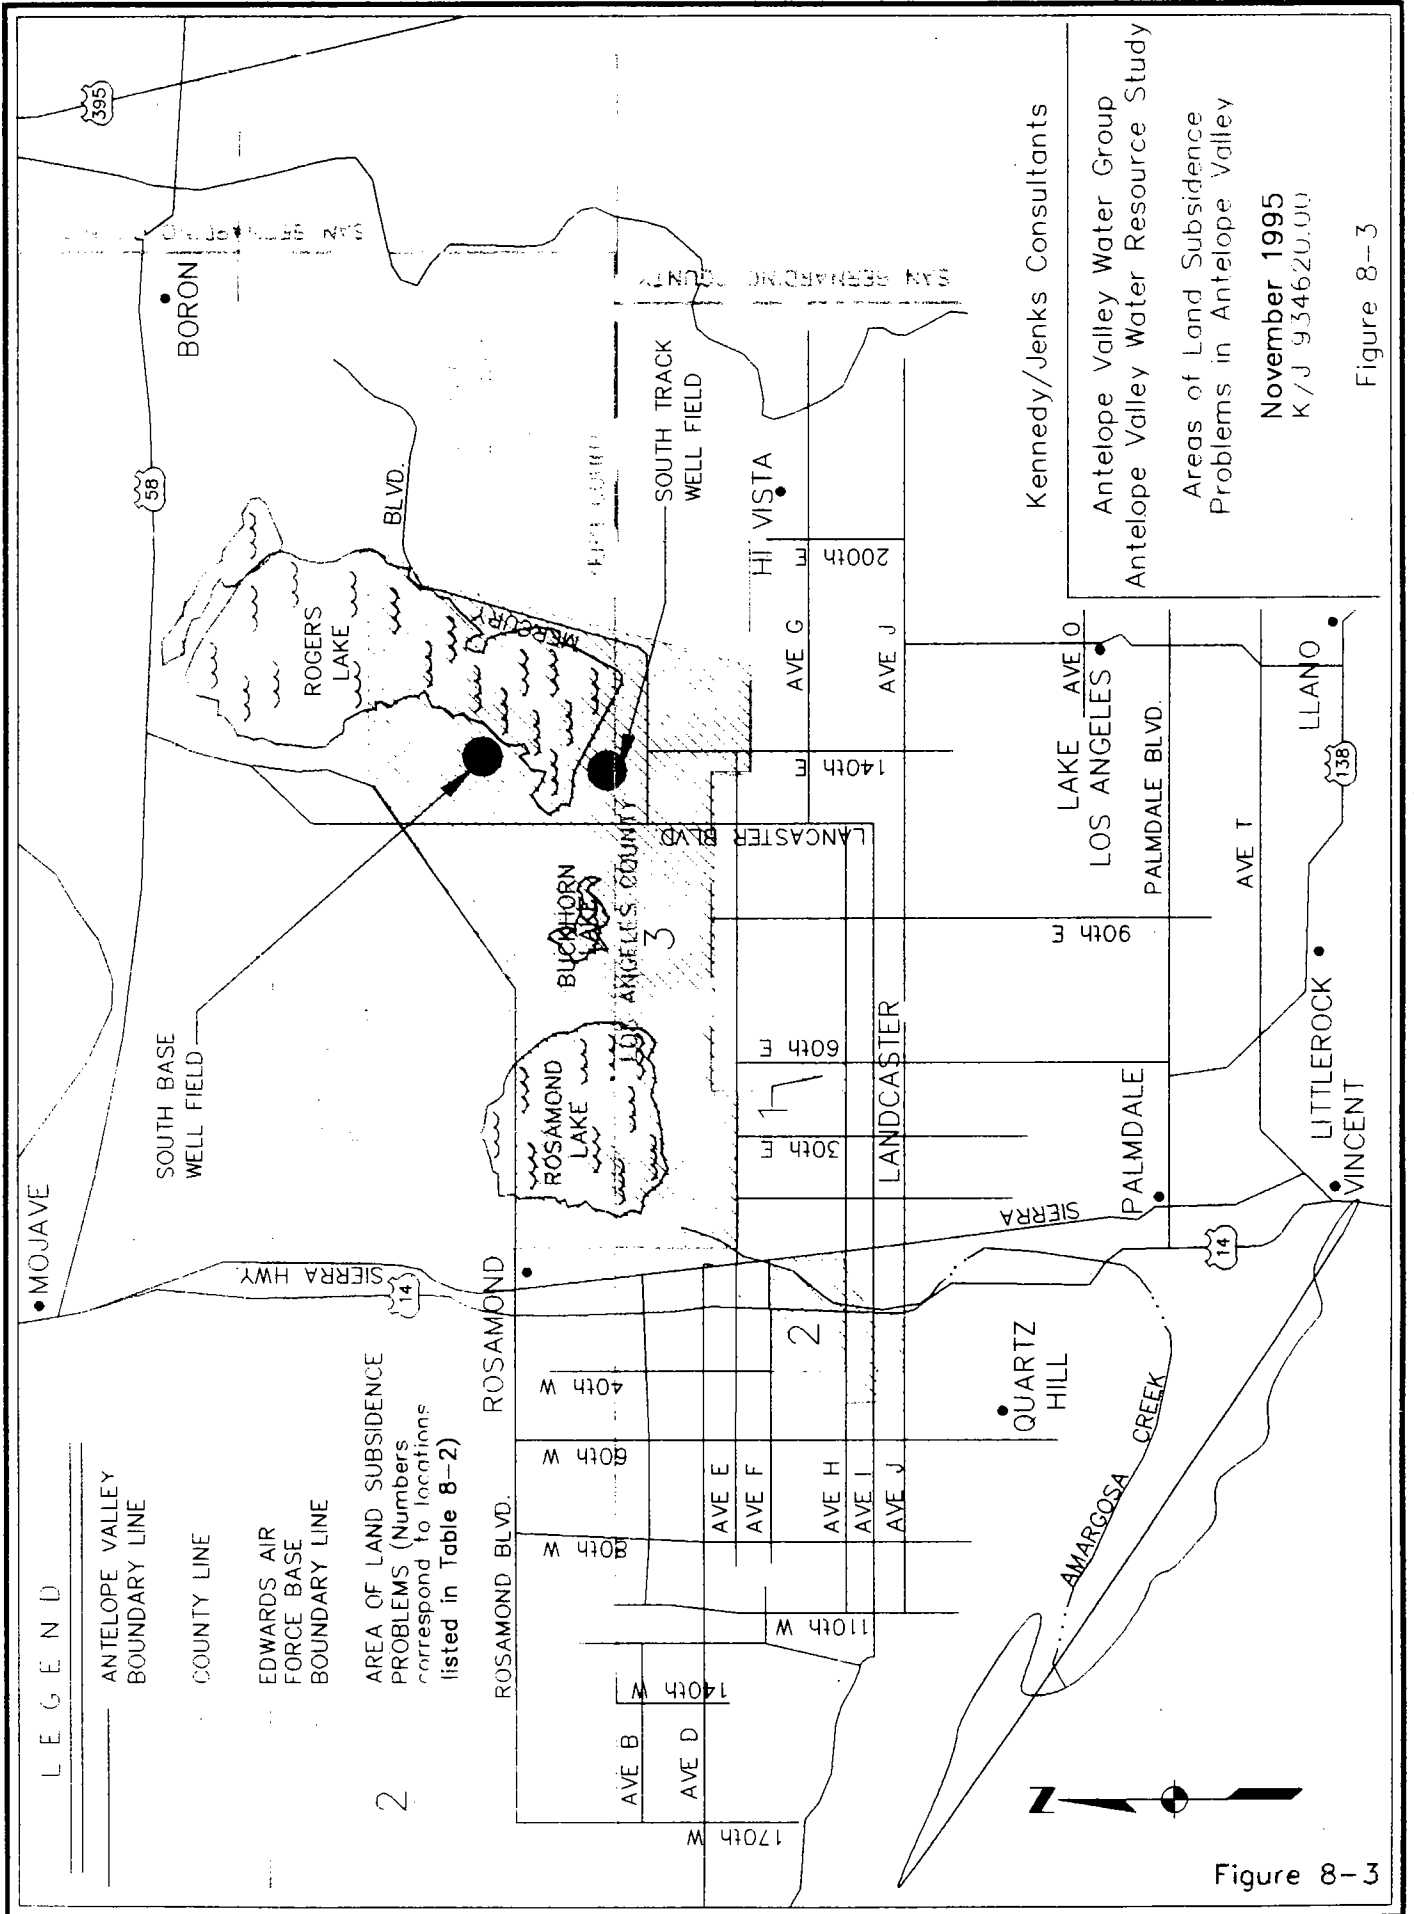 LEGEND
ANTELOPE VALLEY
BOUNDARY LINE
COUNTY LINE
EDWARDS AIR
FORCE BASE
BOUNDARY LINE
2
AREA OF LAND SUBSIDENCE
PROBLEMS (Numbers
correspond to locations
listed in Table 8-2)
MOJAVE
SOUTH BASE
WELL FIELD
58
BORON
395
SAN BERNARDINO COUNTY
SIERRA HWY
14
ROSAMOND
ROSAMOND BLVD.
ROSAMOND
LAKE
BUCKHORN
LAKE
ROGERS
LAKE
MERCURY
BLVD.
LOS ANGELES COUNTY
3
LANCASTER BLVD
SOUTH TRACK
WELL FIELD
HI VISTA
AVE B
AVE D
AVE E
AVE F
AVE H
AVE I
AVE J
170th W
140th W
110th W
80th W
60th W
40th W
2
1
30th E
60th E
90th E
140th E
200th E
AVE G
AVE J
LANDCASTER
QUARTZ
HILL
SIERRA
PALMDALE
LAKE
LOS ANGELES
AVE O
PALMDALE BLVD.
AVE T
AMARGOSA CREEK
14
VINCENT
LITTLEROCK
138
LLANO
N
Kennedy/Jenks Consultants
Antelope Valley Water Group
Antelope Valley Water Resource Study
Areas of Land Subsidence
Problems in Antelope Valley
November 1995
K/J 934620.00
Figure 8-3
Figure 8-3